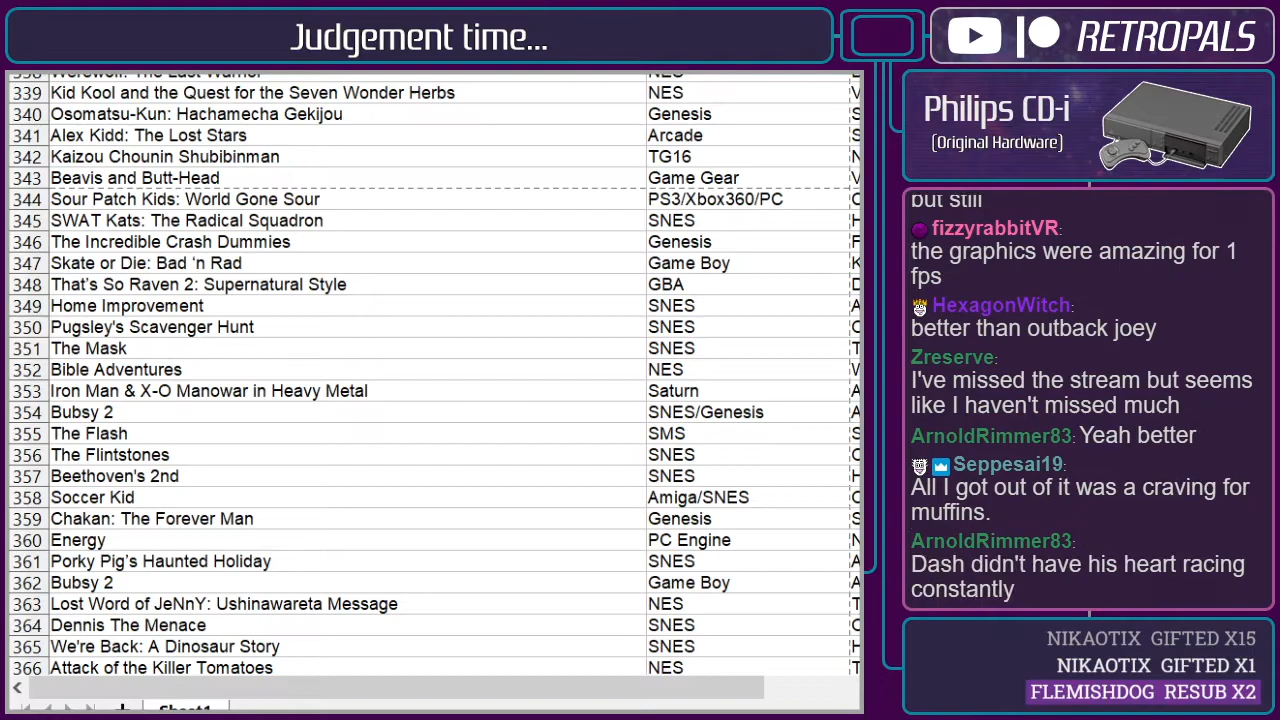 Judgement time...
RETROPALS
Philips CD-i
(Original Hardware)
338 Werewolf: The Last Warrior NES
339 Kid Kool and the Quest for the Seven Wonder Herbs NES V
340 Osomatsu-Kun: Hachamecha Gekijou Genesis S
341 Alex Kidd: The Lost Stars Arcade S
342 Kaizou Chounin Shubibinman TG16 N
343 Beavis and Butt-Head Game Gear V
344 Sour Patch Kids: World Gone Sour PS3/Xbox360/PC C
345 SWAT Kats: The Radical Squadron SNES H
346 The Incredible Crash Dummies Genesis F
347 Skate or Die: Bad ‘n Rad Game Boy K
348 That’s So Raven 2: Supernatural Style GBA D
349 Home Improvement SNES A
350 Pugsley's Scavenger Hunt SNES O
351 The Mask SNES T
352 Bible Adventures NES W
353 Iron Man & X-O Manowar in Heavy Metal Saturn A
354 Bubsy 2 SNES/Genesis A
355 The Flash SMS S
356 The Flintstones SNES O
357 Beethoven's 2nd SNES H
358 Soccer Kid Amiga/SNES O
359 Chakan: The Forever Man Genesis S
360 Energy PC Engine N
361 Porky Pig’s Haunted Holiday SNES A
362 Bubsy 2 Game Boy A
363 Lost Word of JeNnY: Ushinawareta Message NES T
364 Dennis The Menace SNES O
365 We're Back: A Dinosaur Story SNES H
366 Attack of the Killer Tomatoes NES T
Sheet1
but still
fizzyrabbitVR:
the graphics were amazing for 1
fps
HexagonWitch:
better than outback joey
Zreserve:
I've missed the stream but seems
like I haven't missed much
ArnoldRimmer83: Yeah better
Seppesai19:
All I got out of it was a craving for
muffins.
ArnoldRimmer83:
Dash didn't have his heart racing
constantly
NIKAOTIX GIFTED X15
NIKAOTIX GIFTED X1
FLEMISHDOG RESUB X2